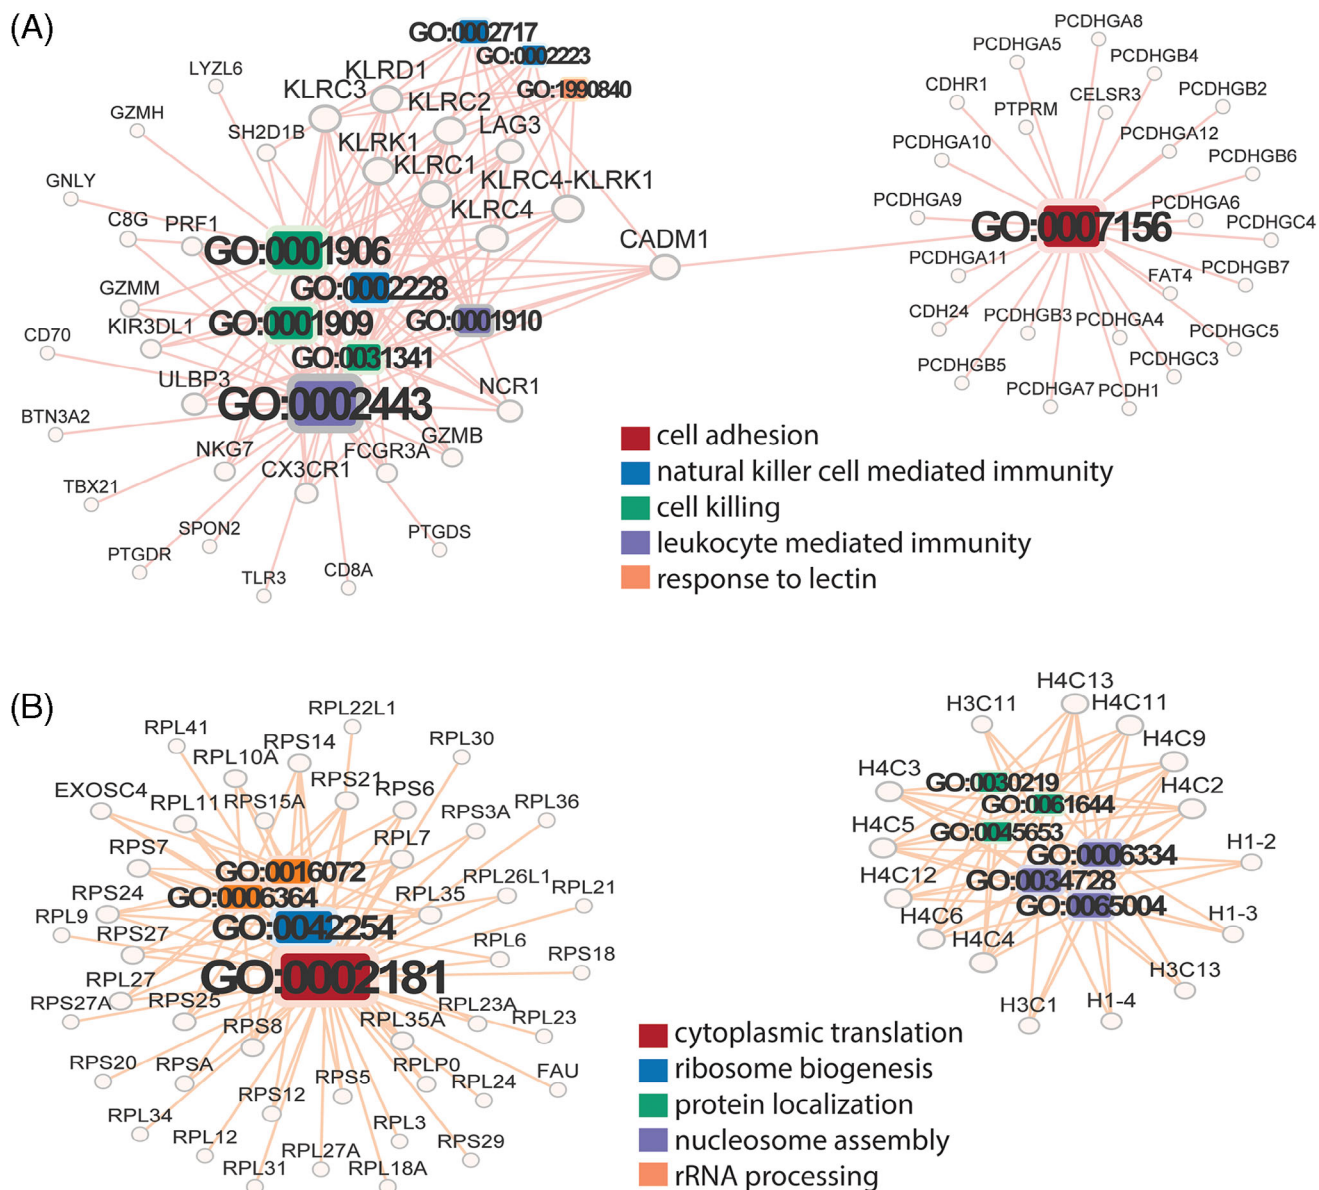 (A)
GO:0002717
GO:0002223
GO:1990840
LYZL6
KLRD1
KLRC3
KLRC2
GZMH
SH2D1B
LAG3
KLRK1
KLRC1
KLRC4-KLRK1
GNLY
KLRC4
C8G
PRF1
GO:0001906
CADM1
GO:0002228
GZMM
KIR3DL1
GO:0001909
GO:0001910
CD70
GO:0031341
ULBP3
GO:0002443
NCR1
BTN3A2
NKG7
CX3CR1
FCGR3A
GZMB
TBX21
SPON2
PTGDS
PTGDR
TLR3
CD8A
PCDHGA8
PCDHGA5
PCDHGB4
CDHR1
CELSR3
PCDHGB2
PTPRM
PCDHGA10
PCDHGA12
PCDHGB6
PCDHGA9
PCDHGA6
GO:0007156
PCDHGC4
PCDHGA11
FAT4
PCDHGB7
CDH24
PCDHGB3
PCDHGA4
PCDHGC5
PCDHGB5
PCDHGC3
PCDHGA7
PCDH1
cell adhesion
natural killer cell mediated immunity
cell killing
leukocyte mediated immunity
response to lectin
(B)
RPL22L1
RPL41
RPS14
RPL30
RPL10A
EXOSC4
RPS21
RPS6
RPL11
RPS15A
RPS3A
RPL36
RPS7
RPL7
GO:0016072
RPS24
GO:0006364
RPL35
RPL26L1
RPL21
RPL9
RPS27
GO:0042254
RPL6
RPS18
GO:0002181
RPL27
RPS27A
RPS25
RPL23A
RPS8
RPL35A
RPL23
RPS20
RPSA
RPS5
RPLP0
RPL24
FAU
RPS12
RPL34
RPL12
RPL3
RPS29
RPL27A
RPL31
RPL18A
H4C13
H3C11
H4C11
H4C9
H4C3
GO:0030219
H4C2
GO:0061644
H4C5
GO:0045653
H1-2
GO:0006334
H4C12
GO:0034728
GO:0065004
H4C6
H1-3
H4C4
H3C13
H3C1
H1-4
cytoplasmic translation
ribosome biogenesis
protein localization
nucleosome assembly
rRNA processing